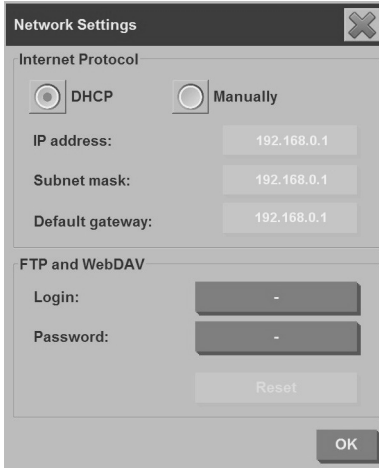 Network Settings
Internet Protocol
DHCP Manually
IP address: 192.168.0.1
Subnet mask: 192.168.0.1
Default gateway: 192.168.0.1
FTP and WebDAV
Login: -
Password: -
Reset
OK